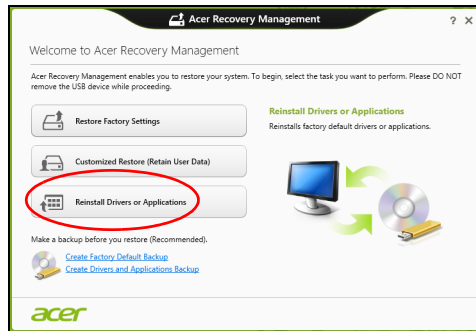 Acer Recovery Management
? X
Welcome to Acer Recovery Management
Acer Recovery Management enables you to restore your system. To begin, select the task you want to perform. Please DO NOT
remove the USB device while proceeding.
Restore Factory Settings
Reinstall Drivers or Applications
Reinstalls factory default drivers or applications.
Customized Restore (Retain User Data)
Reinstall Drivers or Applications
Make a backup before you restore (Recommended).
Create Factory Default Backup
Create Drivers and Applications Backup
acer